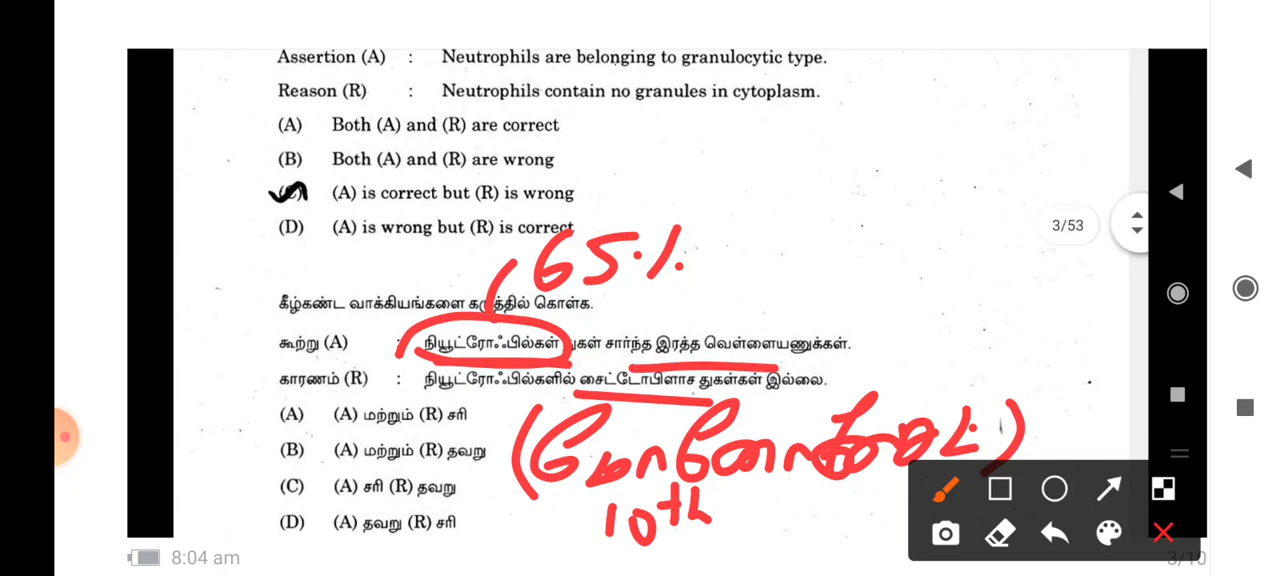 Assertion (A) : Neutrophils are belonging to granulocytic type.
Reason (R) : Neutrophils contain no granules in cytoplasm.
(A) Both (A) and (R) are correct
(B) Both (A) and (R) are wrong
(A) is correct but (R) is wrong
(D) (A) is wrong but (R) is correct
3/53
65%
கீழ்கண்ட வாக்கியங்களை கருத்தில் கொள்க.
கூற்று (A) : நியூட்ரோஃபில்கள் துகள் சார்ந்த இரத்த வெள்ளையணுக்கள்.
காரணம் (R) : நியூட்ரோஃபில்களில் சைட்டோபிளாச துகள்கள் இல்லை.
(A) (A) மற்றும் (R) சரி
(B) (A) மற்றும் (R) தவறு
(C) (A) சரி (R) தவறு
(D) (A) தவறு (R) சரி
10th
8:04 am
3/10